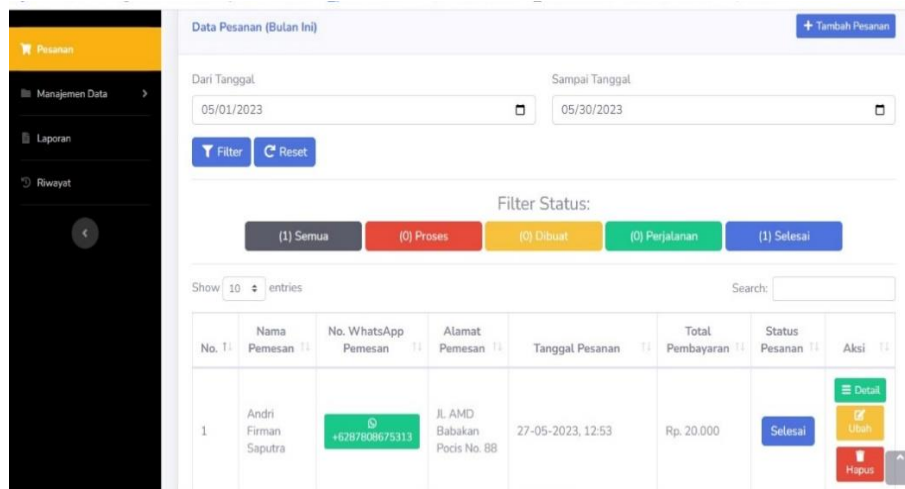 Pesanan
Manajemen Data
Laporan
Riwayat
Data Pesanan (Bulan Ini)
+ Tambah Pesanan
Dari Tanggal
Sampai Tanggal
05/01/2023
05/30/2023
Filter
Reset
Filter Status:
(1) Semua
(0) Proses
(0) Dibuat
(0) Perjalanan
(1) Selesai
Show 10 entries
Search:
No.
Nama
Pemesan
No. WhatsApp
Pemesan
Alamat
Pemesan
Tanggal Pesanan
Total
Pembayaran
Status
Pesanan
Aksi
1
Andri
Firman
Saputra
+6287808675313
JL. AMD
Babakan
Pocis No. 88
27-05-2023, 12:53
Rp. 20.000
Selesai
Detail
Ubah
Hapus